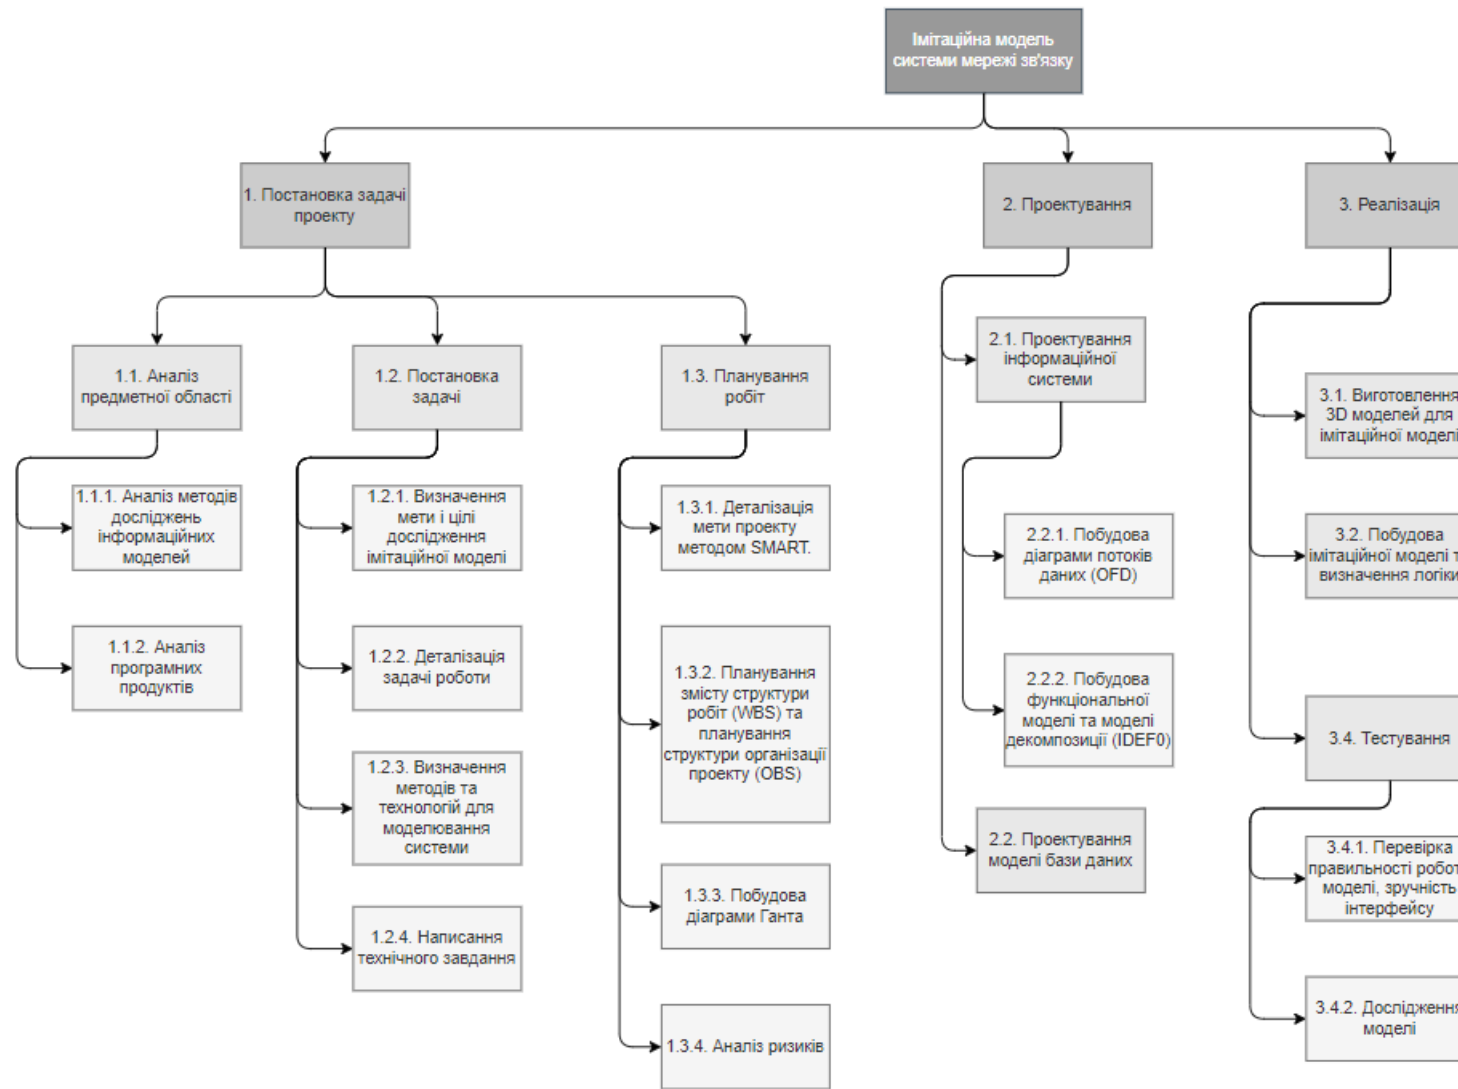 Імітаційна модель
системи мережі зв'язку
1. Постановка задачі
проекту
2. Проектування
3. Реалізація
1.1. Аналіз
предметної області
1.2. Постановка
задачі
1.3. Планування
робіт
2.1. Проектування
інформаційної
системи
3.1. Виготовлення
3D моделей для
імітаційної моделі
1.1.1. Аналіз методів
досліджень
інформаційних
моделей
1.2.1. Визначення
мети і цілі
дослідження
імітаційної моделі
1.3.1. Деталізація
мети проекту
методом SMART.
2.2.1. Побудова
діаграми потоків
даних (OFD)
3.2. Побудова
імітаційної моделі
визначення логіки
1.1.2. Аналіз
програмних
продуктів
1.2.2. Деталізація
задачі роботи
1.3.2. Планування
змісту структури
робіт (WBS) та
планування
структури організації
проекту (OBS)
2.2.2. Побудова
функціональної
моделі та моделі
декомпозиції (IDEF0)
3.4. Тестування
1.2.3. Визначення
методів та
технологій для
моделювання
системи
2.2. Проектування
моделі бази даних
3.4.1. Перевірка
правильності
моделі, зручність
інтерфейсу
1.3.3. Побудова
діаграми Ганта
1.2.4. Написання
технічного завдання
3.4.2. Дослідження
моделі
1.3.4. Аналіз ризиків